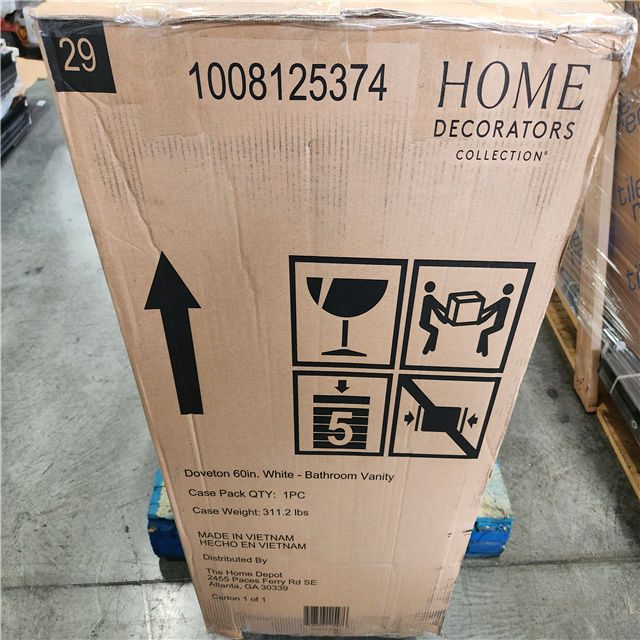 29
1008125374
HOME
DECORATORS
COLLECTION®
5
Doveton 60in. White - Bathroom Vanity
Case Pack QTY: 1PC
Case Weight: 311.2 lbs
MADE IN VIETNAM
HECHO EN VIETNAM
Distributed By
The Home Depot
2455 Paces Ferry Rd SE
Atlanta, GA 30339
Carton 1 of 1